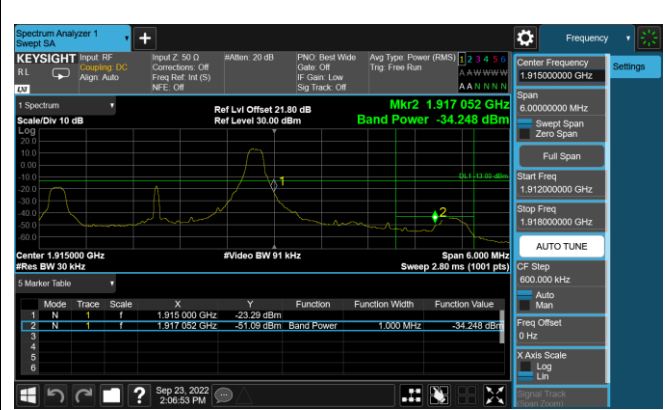 Spectrum Analyzer 1
Swept SA
Frequency
KEYSIGHT
Input: RF
Input Z: 50 Ω
#Atten: 20 dB
PNO: Best Wide
Avg Type: Power (RMS)
1 2 3 4 5 6
RL
Coupling: DC
Corrections: Off
Gate: Off
Trig: Free Run
A A W W W W
Align: Auto
Freq Ref: Int (S)
IF Gain: Low
NFE: Off
Sig Track: Off
A A N N N N
LXI
Center Frequency
1.915000000 GHz
Settings
Span
6.00000000 MHz
Swept Span
Zero Span
Full Span
Start Freq
1.912000000 GHz
Stop Freq
1.918000000 GHz
AUTO TUNE
CF Step
600.000 kHz
Auto
Man
Freq Offset
0 Hz
X Axis Scale
Log
Lin
Signal Track
(Span Zoom)
1 Spectrum
Ref Lvl Offset 21.80 dB
Mkr2 1.917 052 GHz
Scale/Div 10 dB
Ref Level 30.00 dBm
Band Power -34.248 dBm
Log
20.0
10.0
0.00
-10.0
DL1 -13.00 dBm
1
-20.0
-30.0
-40.0
2
-50.0
-60.0
Center 1.915000 GHz
#Video BW 91 kHz
Span 6.000 MHz
#Res BW 30 kHz
Sweep 2.80 ms (1001 pts)
5 Marker Table
Mode Trace Scale X Y Function Function Width Function Value
1 N 1 f 1.915 000 GHz -23.29 dBm
2 N 1 f 1.917 052 GHz -51.09 dBm Band Power 1.000 MHz -34.248 dBm
3
4
5
6
?
Sep 23, 2022
2:06:53 PM